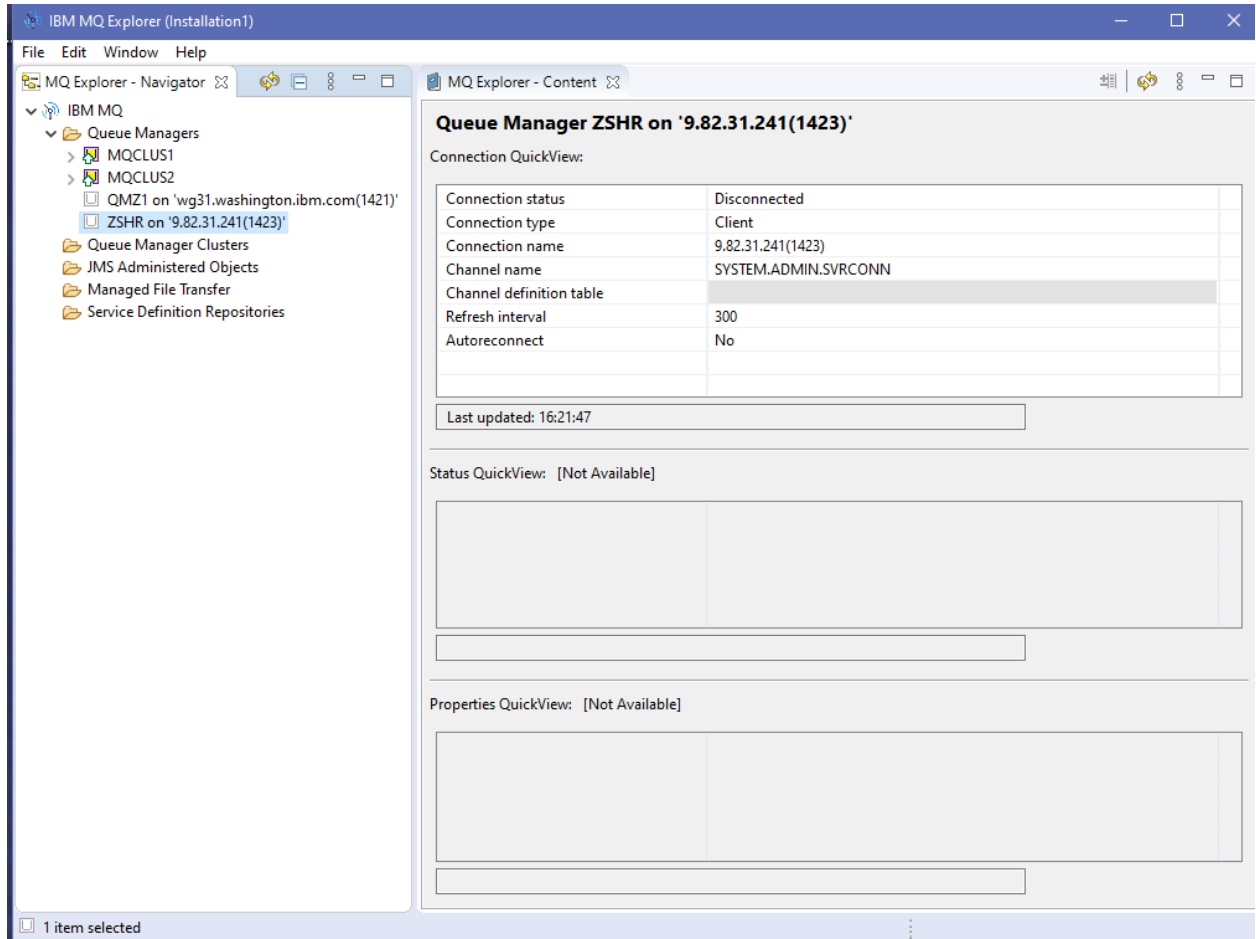 IBM MQ Explorer (Installation1)
File Edit Window Help
MQ Explorer - Navigator
IBM MQ
Queue Managers
MQCLUS1
MQCLUS2
QMZ1 on 'wg31.washington.ibm.com(1421)'
ZSHR on '9.82.31.241(1423)'
Queue Manager Clusters
JMS Administered Objects
Managed File Transfer
Service Definition Repositories
MQ Explorer - Content
Queue Manager ZSHR on '9.82.31.241(1423)'
Connection QuickView:
Connection status Disconnected
Connection type Client
Connection name 9.82.31.241(1423)
Channel name SYSTEM.ADMIN.SVRCONN
Channel definition table
Refresh interval 300
Autoreconnect No
Last updated: 16:21:47
Status QuickView: [Not Available]
Properties QuickView: [Not Available]
1 item selected